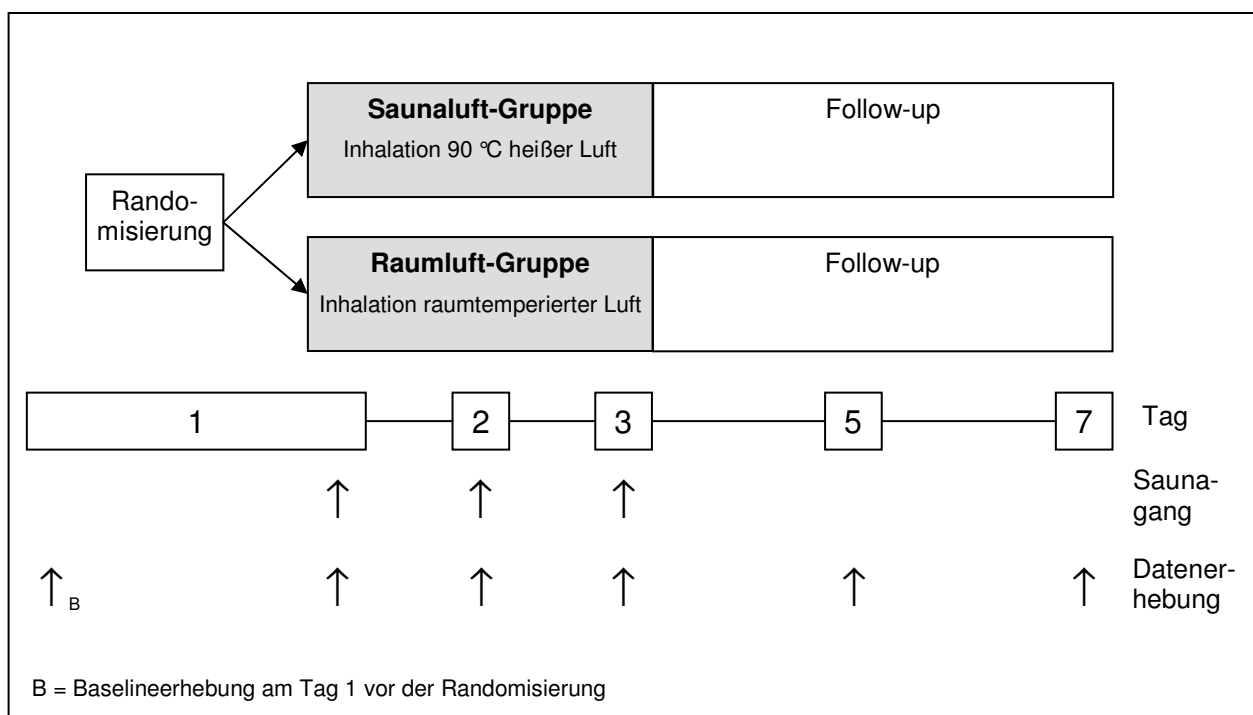 Saunaluft-Gruppe
Inhalation 90 °C heißer Luft
Follow-up
Rando-
misierung
Raumluft-Gruppe
Inhalation raumtemperierter Luft
Follow-up
1 2 3 5 7 Tag
Sauna-
gang
B
Datener-
hebung
B = Baselineerhebung am Tag 1 vor der Randomisierung